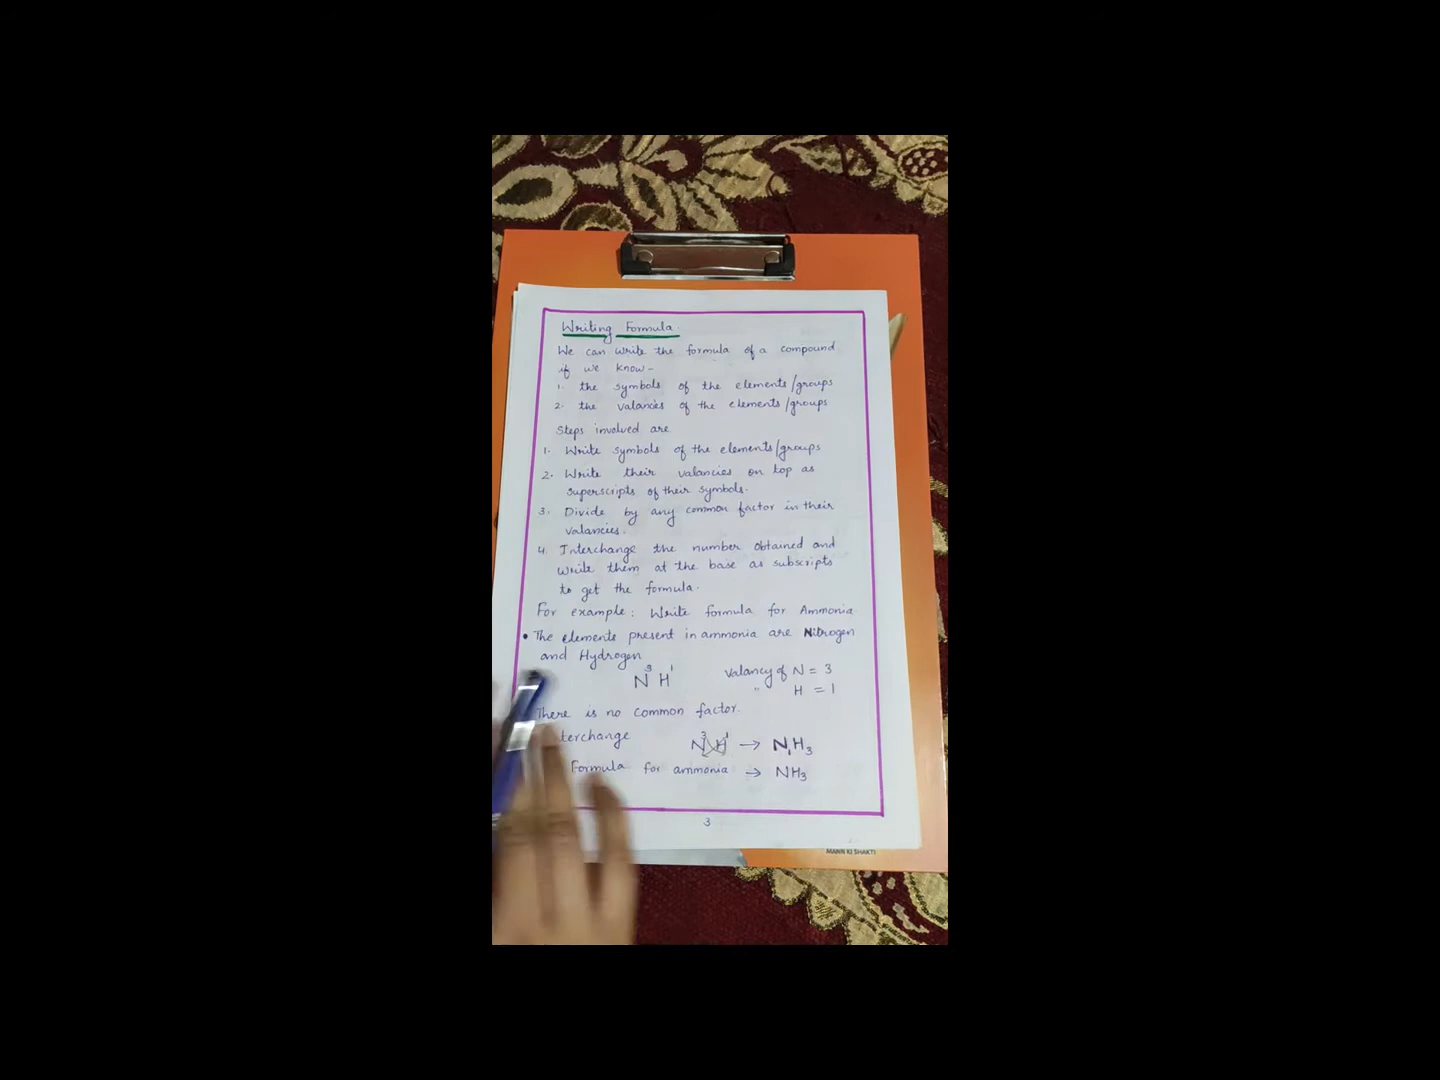 Writing Formula.
We can write the formula of a compound
if we know-
1. the symbols of the elements/groups
2. the valancies of the elements/groups
Steps involved are
1. Write symbols of the elements/groups
2. Write their valancies on top as
superscripts of their symbols.
3. Divide by any common factor in their
valancies.
4. Interchange the number obtained and
write them at the base as subscripts
to get the formula.
For example: Write formula for Ammonia
• The elements present in ammonia are Nitrogen
and Hydrogen
N³ H¹ Valancy of N = 3
" H = 1
There is no common factor.
terchange N³ H¹ → N₁H₃
Formula for ammonia → NH₃
3
MANN KI SHAKTI